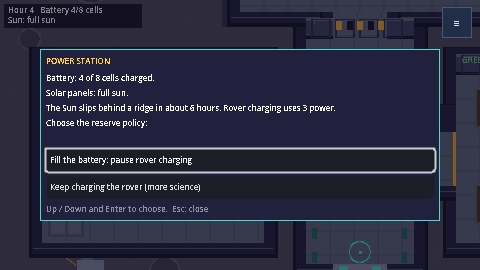 Hour 4  Battery 4/8 cells
Sun: full sun
GREE
POWER STATION
Battery: 4 of 8 cells charged.
Solar panels: full sun.
The Sun slips behind a ridge in about 6 hours. Rover charging uses 3 power.
Choose the reserve policy:
Fill the battery: pause rover charging
Keep charging the rover (more science)
Up / Down and Enter to choose.  Esc: close